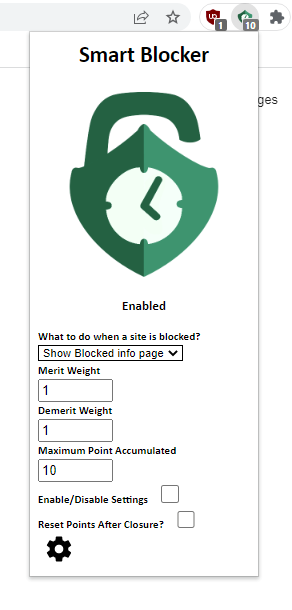 1
10
Smart Blocker
ges
Enabled
What to do when a site is blocked?
Show Blocked info page
Merit Weight
1
Demerit Weight
1
Maximum Point Accumulated
10
Enable/Disable Settings
Reset Points After Closure?